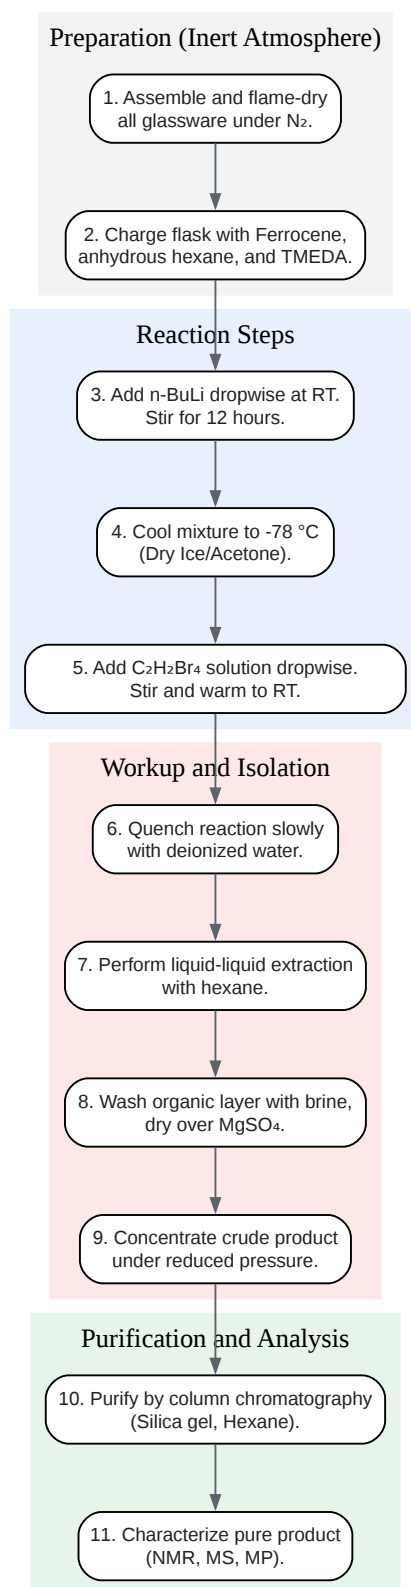 Preparation (Inert Atmosphere)
1. Assemble and flame-dry
all glassware under N₂.
2. Charge flask with Ferrocene,
anhydrous hexane, and TMEDA.
Reaction Steps
3. Add n-BuLi dropwise at RT.
Stir for 12 hours.
4. Cool mixture to -78 °C
(Dry Ice/Acetone).
5. Add C₂H₂Br₄ solution dropwise.
Stir and warm to RT.
Workup and Isolation
6. Quench reaction slowly
with deionized water.
7. Perform liquid-liquid extraction
with hexane.
8. Wash organic layer with brine,
dry over MgSO₄.
9. Concentrate crude product
under reduced pressure.
Purification and Analysis
10. Purify by column chromatography
(Silica gel, Hexane).
11. Characterize pure product
(NMR, MS, MP).